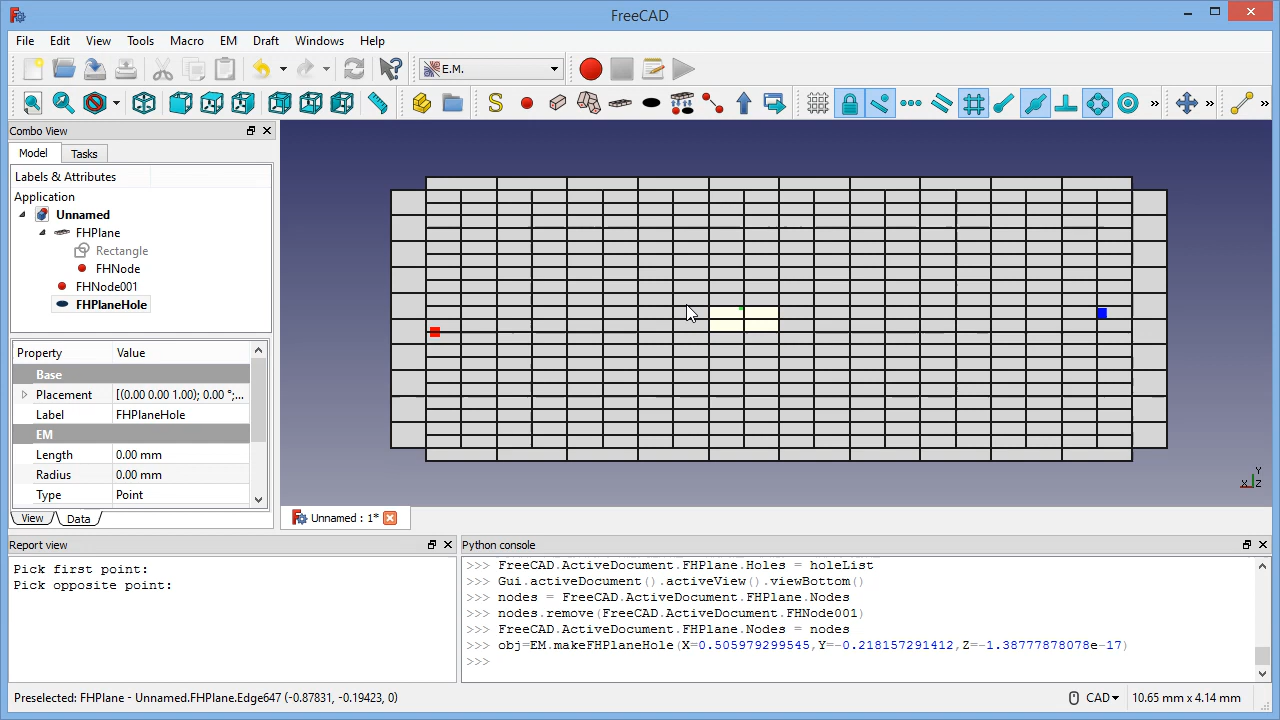 FreeCAD
File Edit View Tools Macro EM Draft Windows Help
E.M.
Combo View
Model Tasks
Labels & Attributes
Application
Unnamed
FHPlane
Rectangle
FHNode
FHNode001
FHPlaneHole
Property Value
Base
Placement [(0.00 0.00 1.00); 0.00 °;...
Label FHPlaneHole
EM
Length 0.00 mm
Radius 0.00 mm
Type Point
View Data
Y
X Z
Unnamed : 1*
Report view
Pick first point:
Pick opposite point:
Python console
>>> FreeCAD.ActiveDocument.FHPlane.Holes = holeList
>>> Gui.activeDocument().activeView().viewBottom()
>>> nodes = FreeCAD.ActiveDocument.FHPlane.Nodes
>>> nodes.remove(FreeCAD.ActiveDocument.FHNode001)
>>> FreeCAD.ActiveDocument.FHPlane.Nodes = nodes
>>> obj=EM.makeFHPlaneHole(X=0.505979299545,Y=-0.218157291412,Z=-1.38777878078e-17)
>>>
Preselected: FHPlane - Unnamed.FHPlane.Edge647 (-0.87831, -0.19423, 0)
CAD 10.65 mm x 4.14 mm